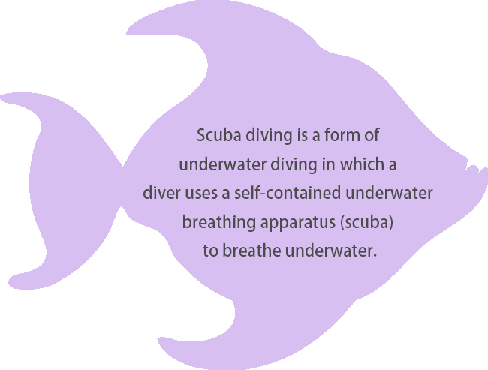 Scuba diving is a form of
underwater diving in which a
diver uses a self-contained underwater
breathing apparatus (scuba)
to breathe underwater.